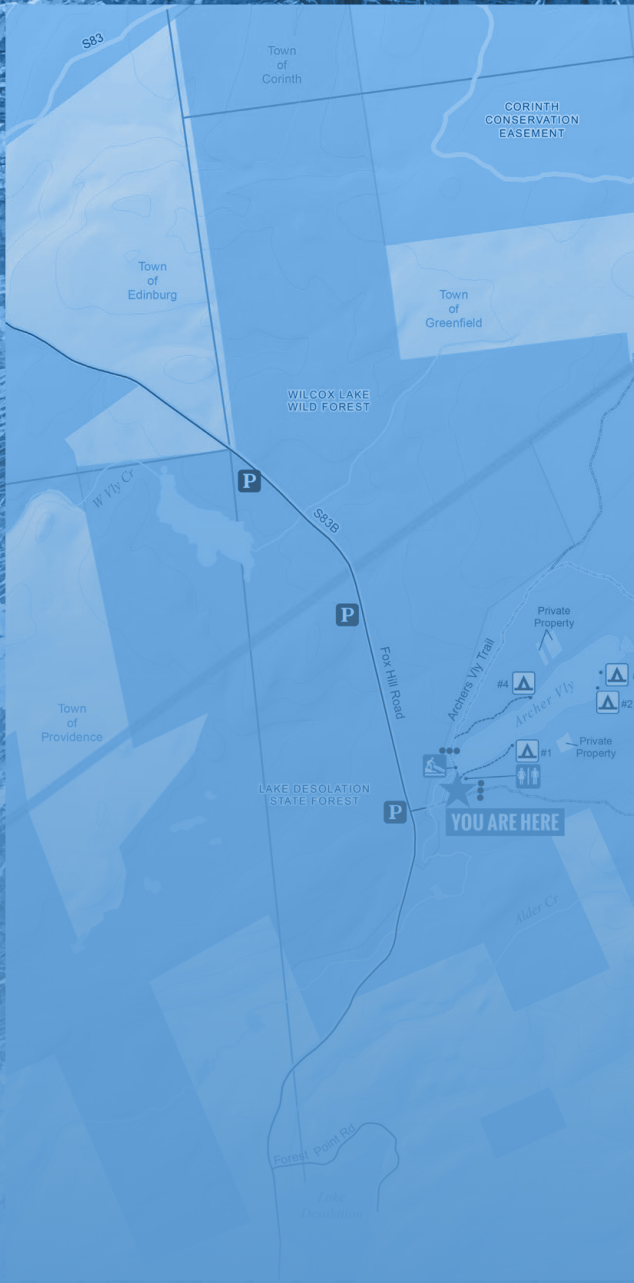 S83
Town
of
Corinth
CORINTH
CONSERVATION
EASEMENT
Town
of
Edinburg
Town
of
Greenfield
WILCOX LAKE
WILD FOREST
W Vly Cr
P
S83B
P
Private
Property
Fox Hill Road
Archers Vly Trail
#4
Archer Vly
#2
Town
of
Providence
#1
Private
Property
LAKE DESOLATION
STATE FOREST
P
YOU ARE HERE
Alder Cr
Forest Point Rd
Lake
Desolation